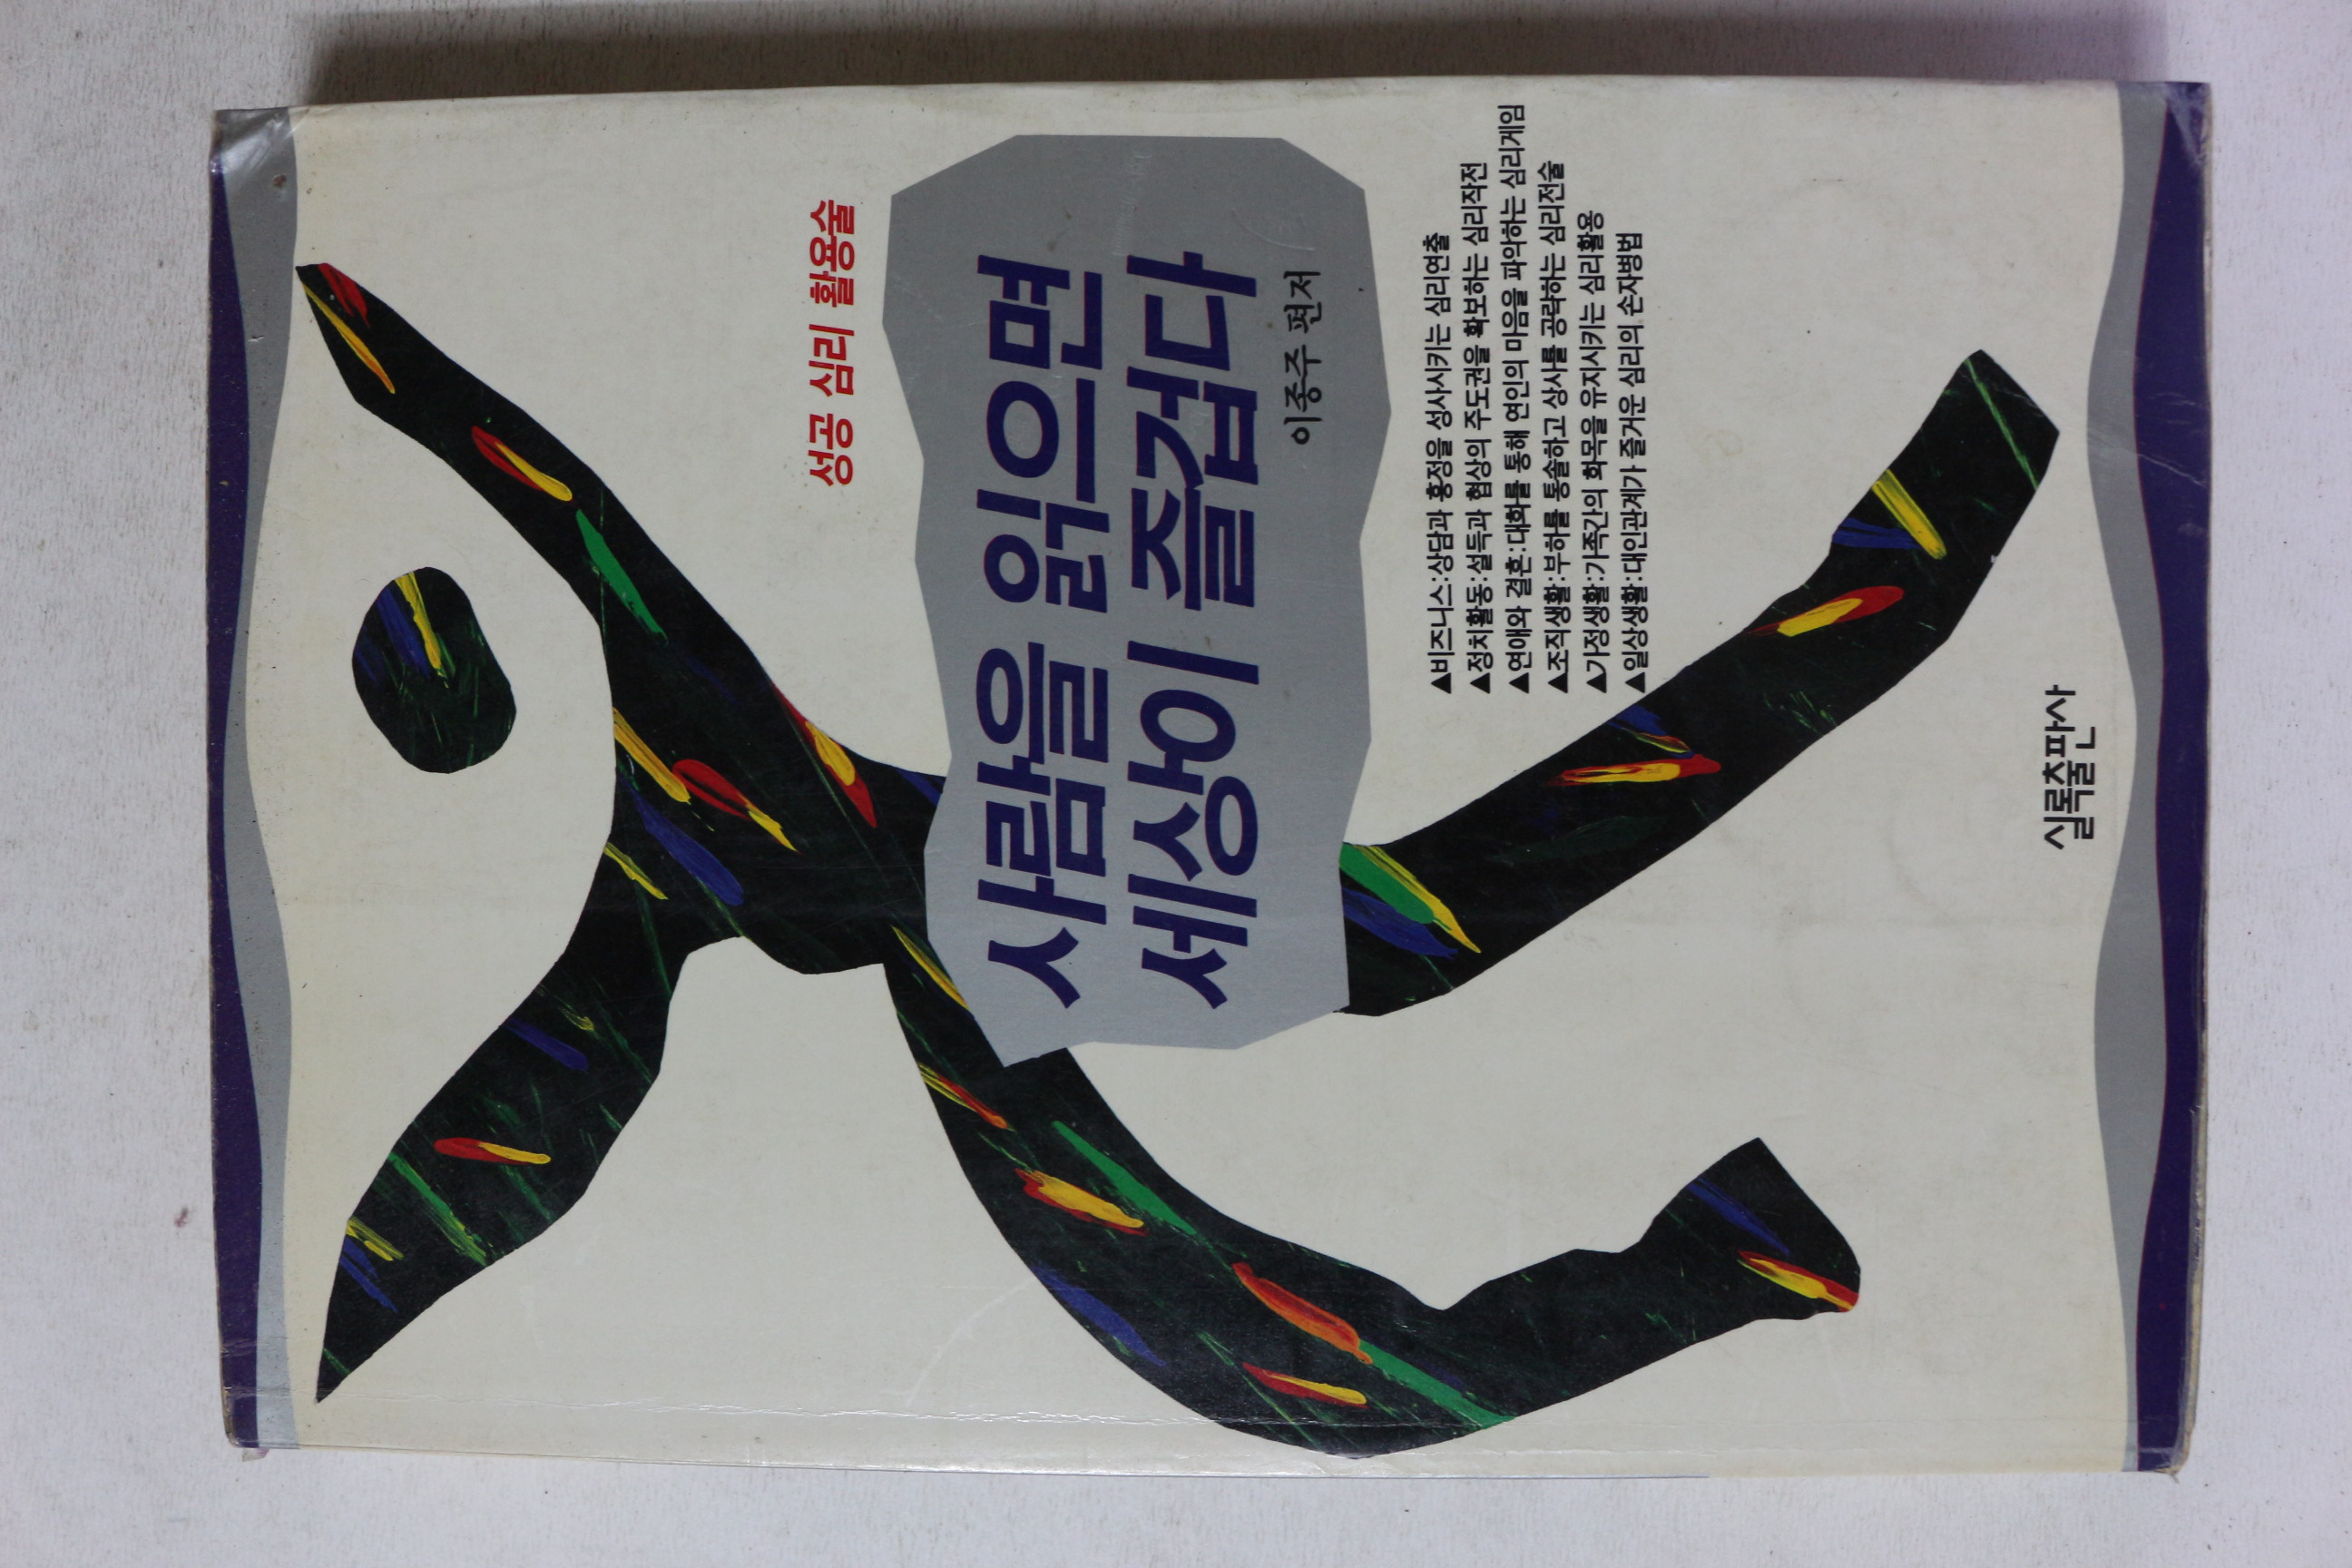 성공 심리 활용술
사람을 읽으면
세상이 즐겁다
이종주 편저
▲비즈니스:상담과 흥정을 성사시키는 심리연출
▲정치활동:설득과 협상의 주도권을 확보하는 심리작전
▲연애와 결혼:대화를 통해 연인의 마음을 파악하는 심리게임
▲조직생활:부하를 통솔하고 상사를 공략하는 심리전술
▲가정생활:가족간의 화목을 유지시키는 심리활용
▲일상생활:대인관계가 즐거운 심리의 손자병법
실록출판사